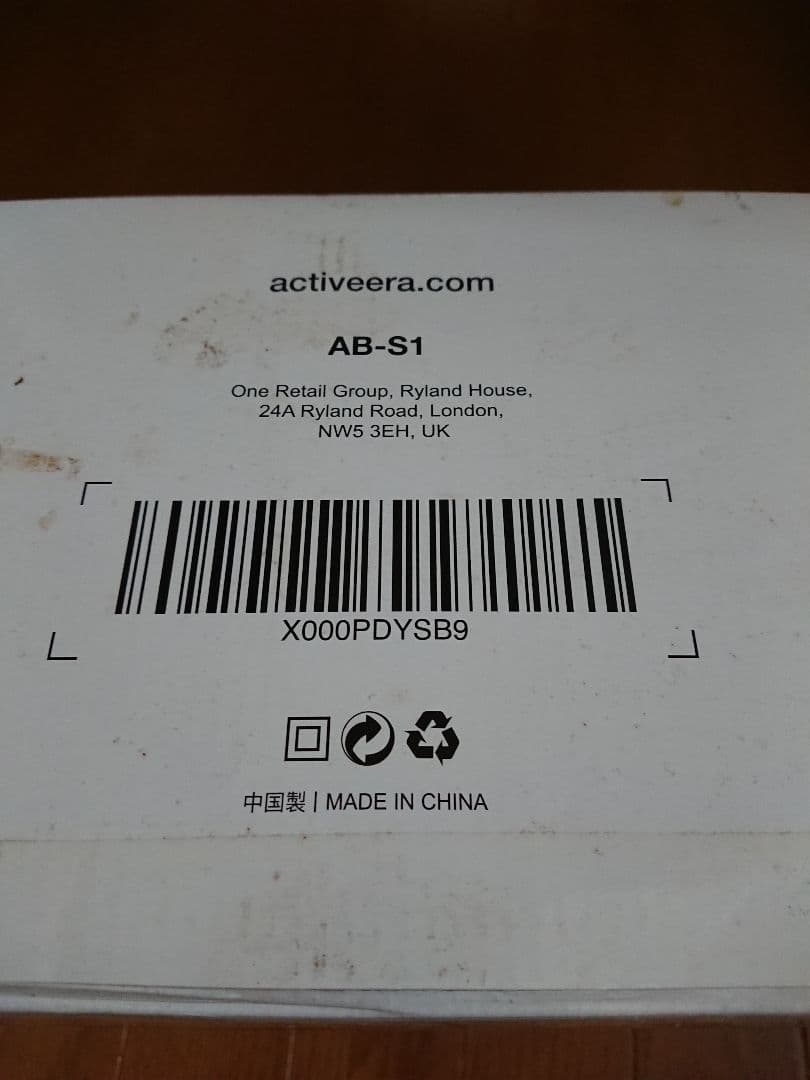 activeera.com
AB-S1
One Retail Group, Ryland House,
24A Ryland Road, London,
NW5 3EH, UK
X000PDYSB9
中国製 | MADE IN CHINA